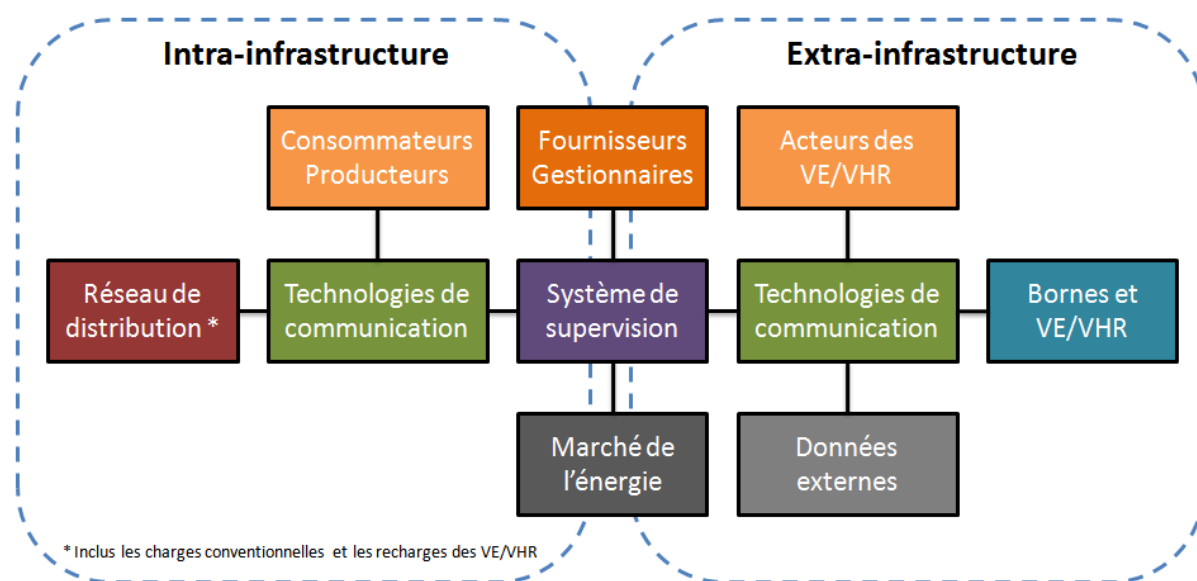 Intra-infrastructure
Extra-infrastructure
Consommateurs
Producteurs
Fournisseurs
Gestionnaires
Acteurs des
VE/VHR
Réseau de
distribution *
Technologies de
communication
Système de
supervision
Technologies de
communication
Bornes et
VE/VHR
Marché de
l'énergie
Données
externes
* Inclus les charges conventionnelles et les recharges des VE/VHR